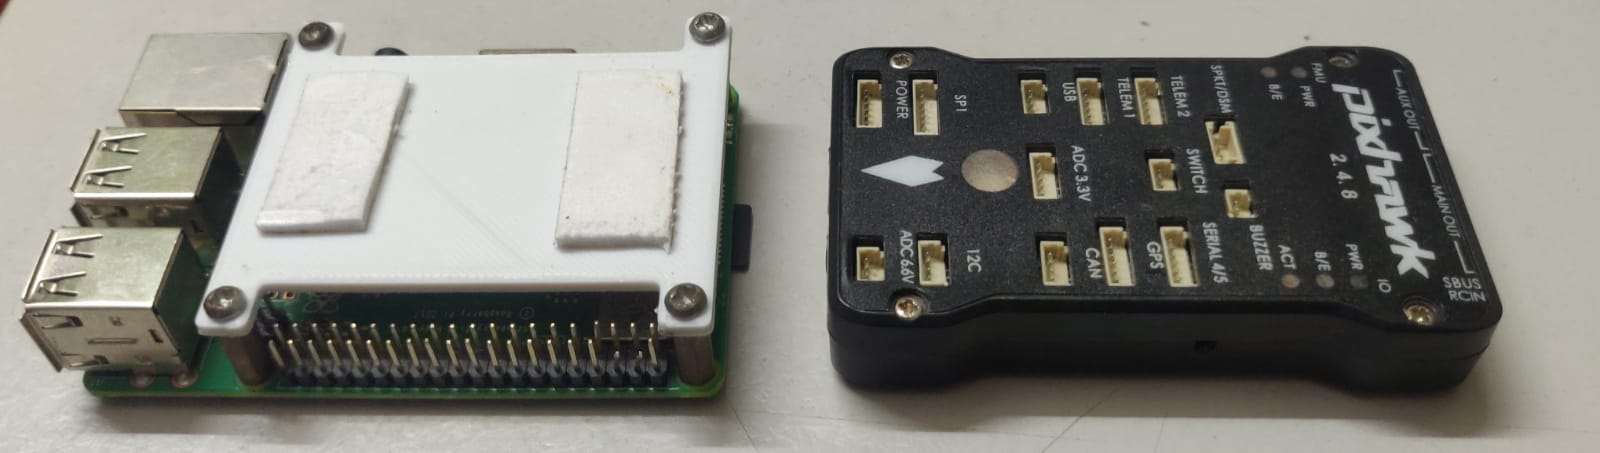 Raspberry Pi
POWER
SP1
USB
TELEM 1
TELEM 2
SPKT/DSM
FMU
PWR
B/E
AUX OUT
pixhawk
2.4.8
ADC 3.3V
SWITCH
MAIN OUT
ADC 6.6V
I2C
CAN
GPS
SERIAL 4/5
BUZZER
ACT
B/E
PWR
IO
SBUS
RCIN